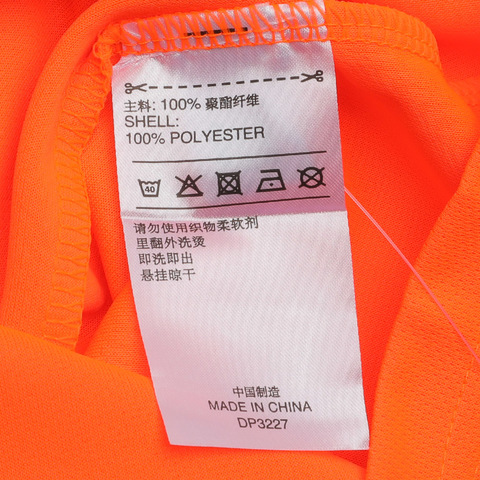 主料: 100% 聚酯纤维
SHELL:
100% POLYESTER
40
请勿使用织物柔软剂
里翻外洗烫
即洗即出
悬挂晾干
中国制造
MADE IN CHINA
DP3227